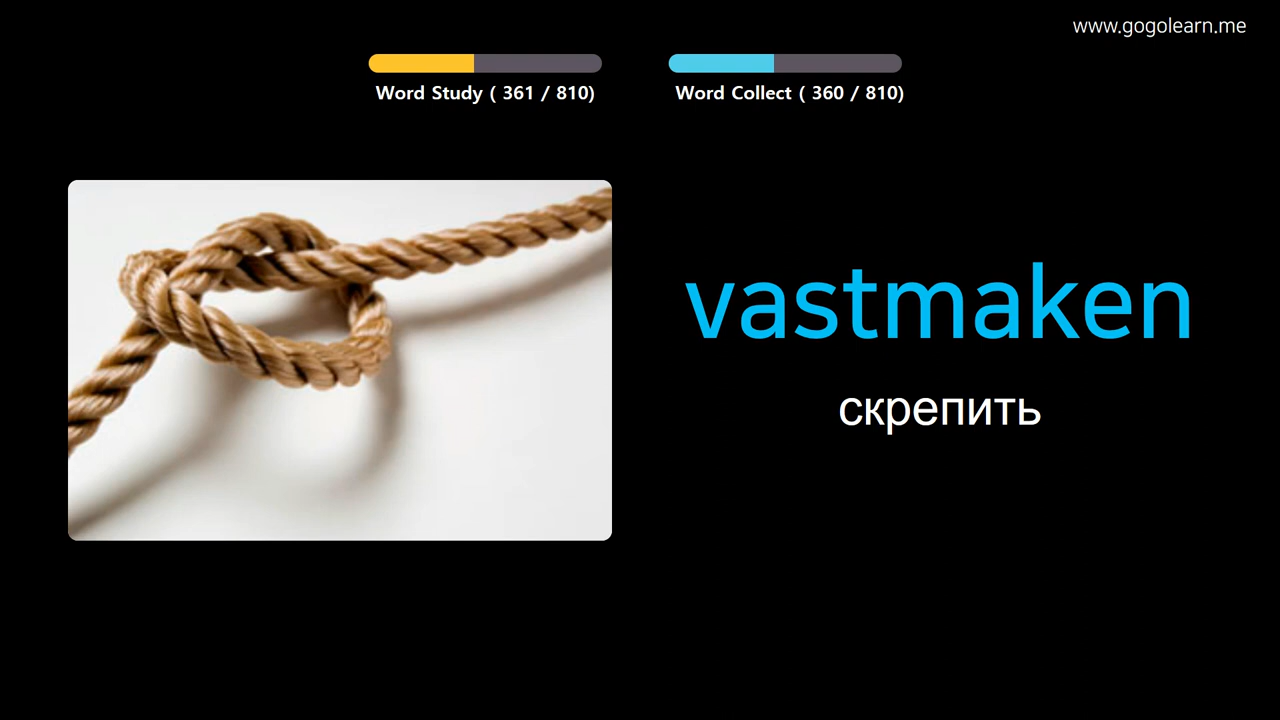 www.gogolearn.me
Word Study ( 361 / 810)
Word Collect ( 360 / 810)
vastmaken
скрепить